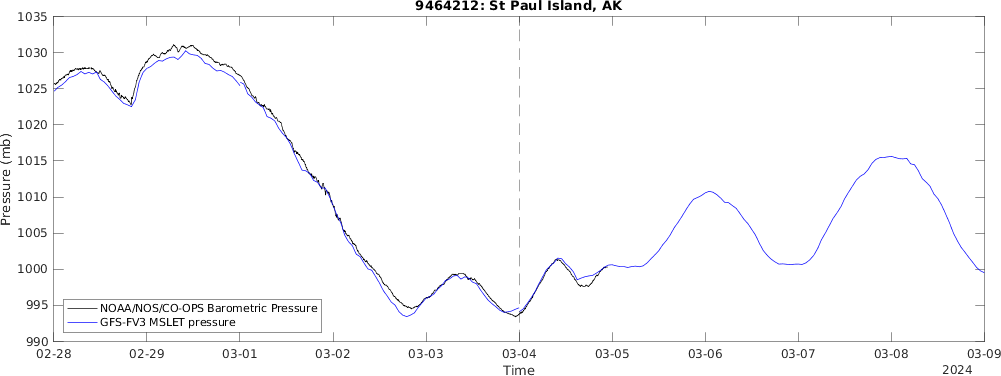 9464212: St Paul Island, AK
1035
1030
1025
1020
1015
1010
1005
1000
995
990
Pressure (mb)
NOAA/NOS/CO-OPS Barometric Pressure
GFS-FV3 MSLET pressure
02-28 02-29 03-01 03-02 03-03 03-04 03-05 03-06 03-07 03-08 03-09
Time
2024